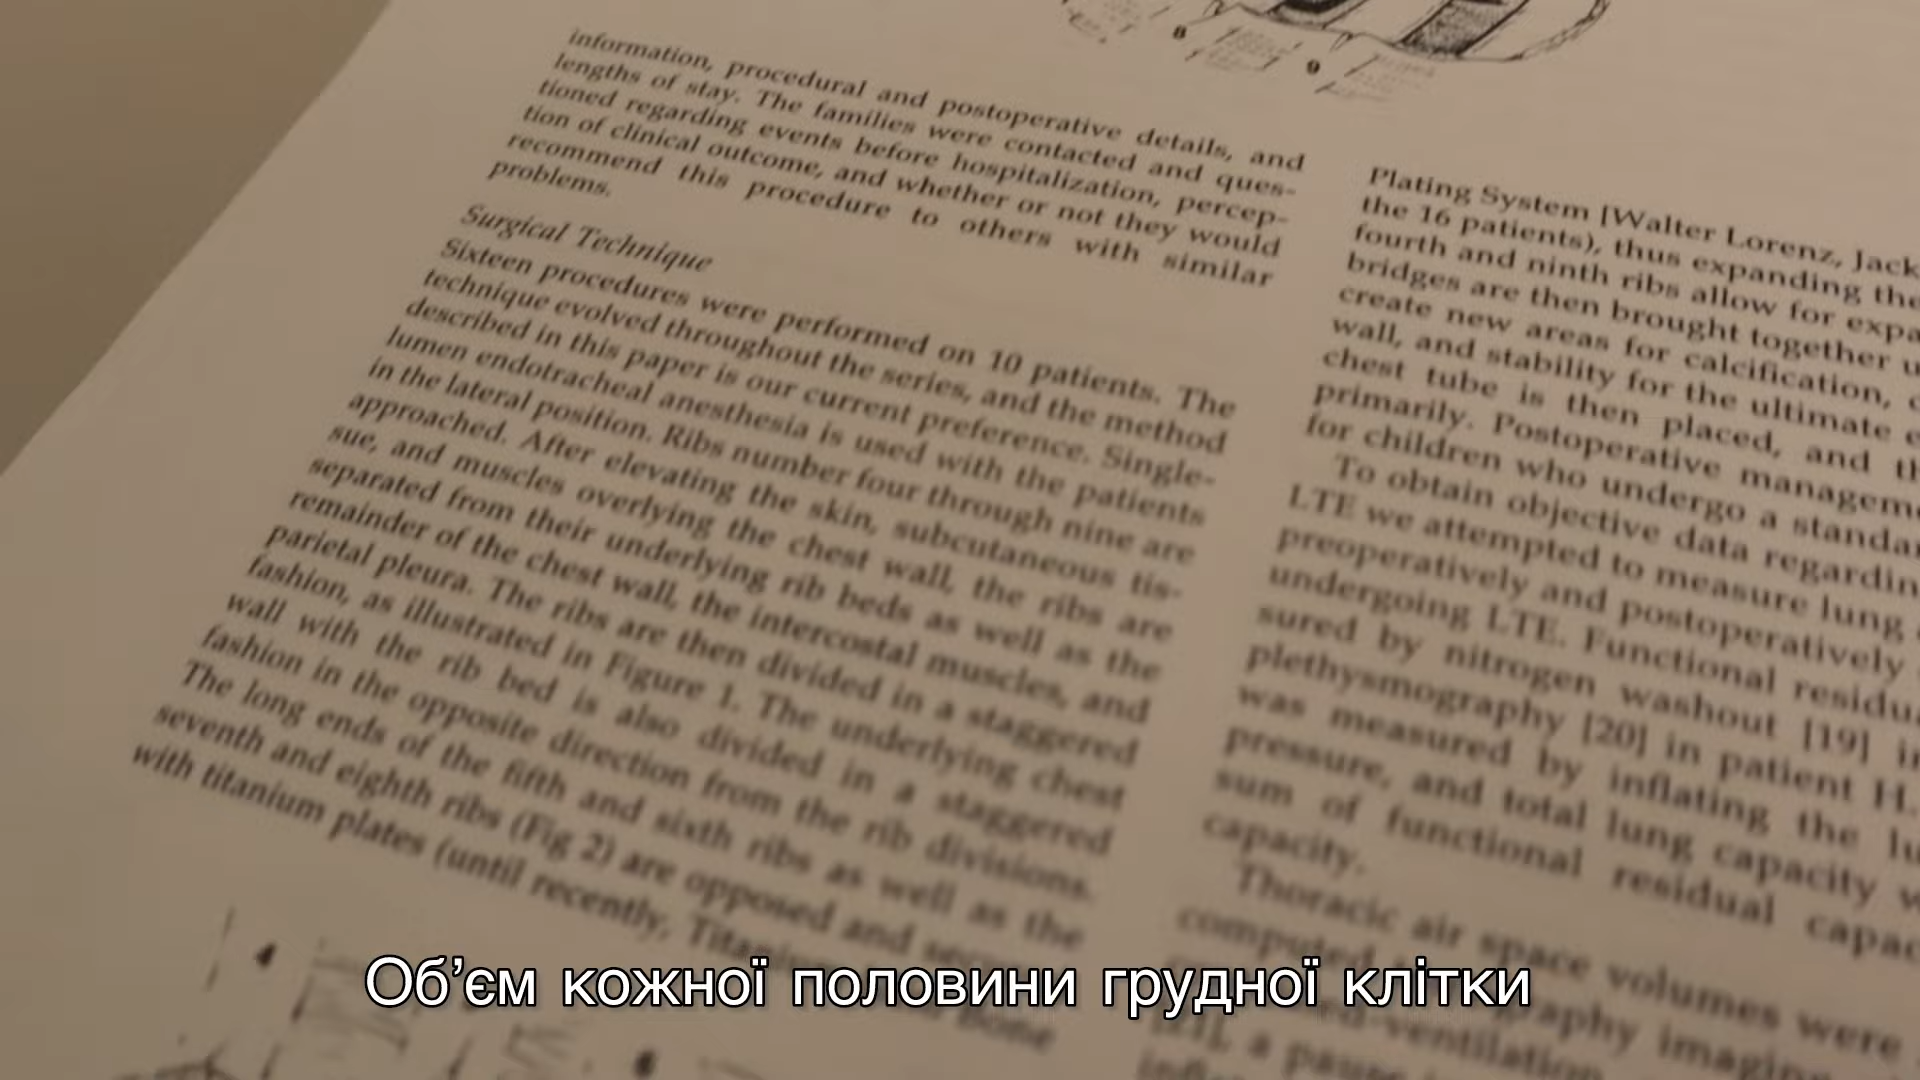 8
9
information, procedural and postoperative details, and
lengths of stay. The families were contacted and ques-
tioned regarding events before hospitalization, percep-
tion of clinical outcome, and whether or not they would
recommend this procedure to others with similar
problems.
Surgical Technique
Sixteen procedures were performed on 10 patients. The
technique evolved throughout the series, and the method
described in this paper is our current preference. Single-
lumen endotracheal anesthesia is used with the patients
in the lateral position. Ribs number four through nine are
approached. After elevating the skin, subcutaneous tis-
sue, and muscles overlying the chest wall, the ribs are
separated from their underlying rib beds as well as the
remainder of the chest wall, the intercostal muscles, and
parietal pleura. The ribs are then divided in a staggered
fashion, as illustrated in Figure 1. The underlying chest
wall with the rib bed is also divided in a staggered
fashion in the opposite direction from the rib divisions.
The long ends of the fifth and sixth ribs as well as the
seventh and eighth ribs (Fig 2) are opposed and
with titanium plates (until recently, Bone
4
6
Plating System [Walter Lorenz, Jack
the 16 patients), thus expanding the
fourth and ninth ribs allow for expa
bridges are then brought together u
create new areas for calcification, c
wall, and stability for the ultimate e
chest tube is then placed, and th
primarily. Postoperative manageme
for children who undergo a standar
To obtain objective data regardin
LTE we attempted to measure lung
preoperatively and postoperatively
undergoing LTE. Functional residua
sured by nitrogen washout [19] in
plethysmography [20] in patient H.
was measured by inflating the lu
pressure, and total lung capacity w
sum of functional residual capac
capacity.
Thoracic air space volumes were
computed imaging
a pause
Об’єм кожної половини грудної клітки